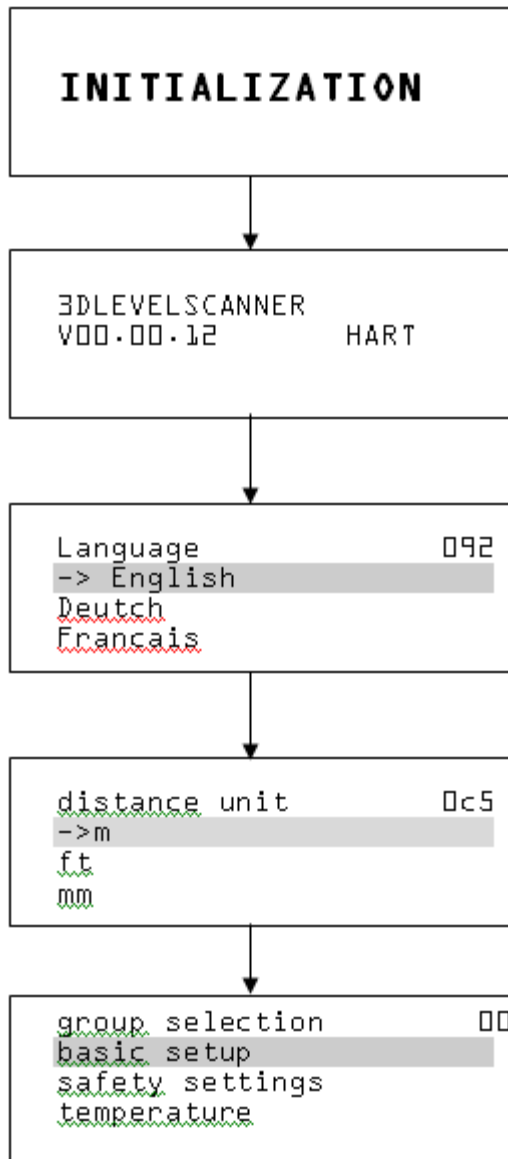 INITIALIZATION
3DLEVELSCANNER
V00.00.12 HART
Language 092
-> English
Deutch
Francais
distance unit 0c5
->m
ft
mm
group selection 00
basic setup
safety settings
temperature